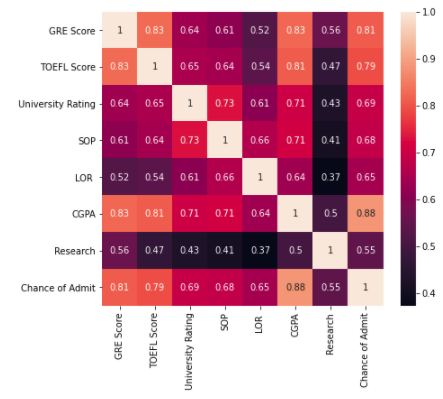 GRE Score 1 0.83 0.64 0.61 0.52 0.83 0.56 0.81
TOEFL Score 0.83 1 0.65 0.64 0.54 0.81 0.47 0.79
University Rating 0.64 0.65 1 0.73 0.61 0.71 0.43 0.69
SOP 0.61 0.64 0.73 1 0.66 0.71 0.41 0.68
LOR 0.52 0.54 0.61 0.66 1 0.64 0.37 0.65
CGPA 0.83 0.81 0.71 0.71 0.64 1 0.5 0.88
Research 0.56 0.47 0.43 0.41 0.37 0.5 1 0.55
Chance of Admit 0.81 0.79 0.69 0.68 0.65 0.88 0.55 1
GRE Score
TOEFL Score
University Rating
SOP
LOR
CGPA
Research
Chance of Admit
1.0
0.9
0.8
0.7
0.6
0.5
0.4